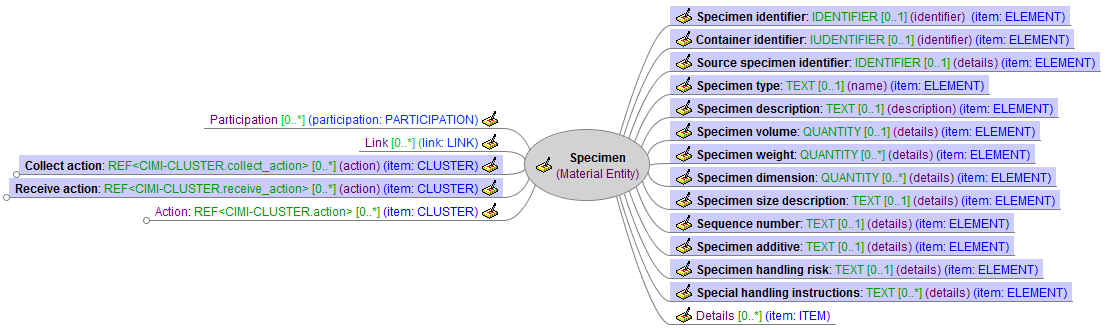 Participation [0..*] (participation: PARTICIPATION)
Link [0..*] (link: LINK)
Collect action: REF<CIMI-CLUSTER.collect_action> [0..*] (action) (item: CLUSTER)
Receive action: REF<CIMI-CLUSTER.receive_action> [0..*] (action) (item: CLUSTER)
Action: REF<CIMI-CLUSTER.action> [0..*] (item: CLUSTER)
Specimen
(Material Entity)
Specimen identifier: IDENTIFIER [0..1] (identifier) (item: ELEMENT)
Container identifier: IUDENTIFIER [0..1] (identifier) (item: ELEMENT)
Source specimen identifier: IDENTIFIER [0..1] (details) (item: ELEMENT)
Specimen type: TEXT [0..1] (name) (item: ELEMENT)
Specimen description: TEXT [0..1] (description) (item: ELEMENT)
Specimen volume: QUANTITY [0..1] (details) (item: ELEMENT)
Specimen weight: QUANTITY [0..*] (details) (item: ELEMENT)
Specimen dimension: QUANTITY [0..*] (details) (item: ELEMENT)
Specimen size description: TEXT [0..1] (details) (item: ELEMENT)
Sequence number: TEXT [0..1] (details) (item: ELEMENT)
Specimen additive: TEXT [0..1] (details) (item: ELEMENT)
Specimen handling risk: TEXT [0..1] (details) (item: ELEMENT)
Special handling instructions: TEXT [0..*] (details) (item: ELEMENT)
Details [0..*] (item: ITEM)